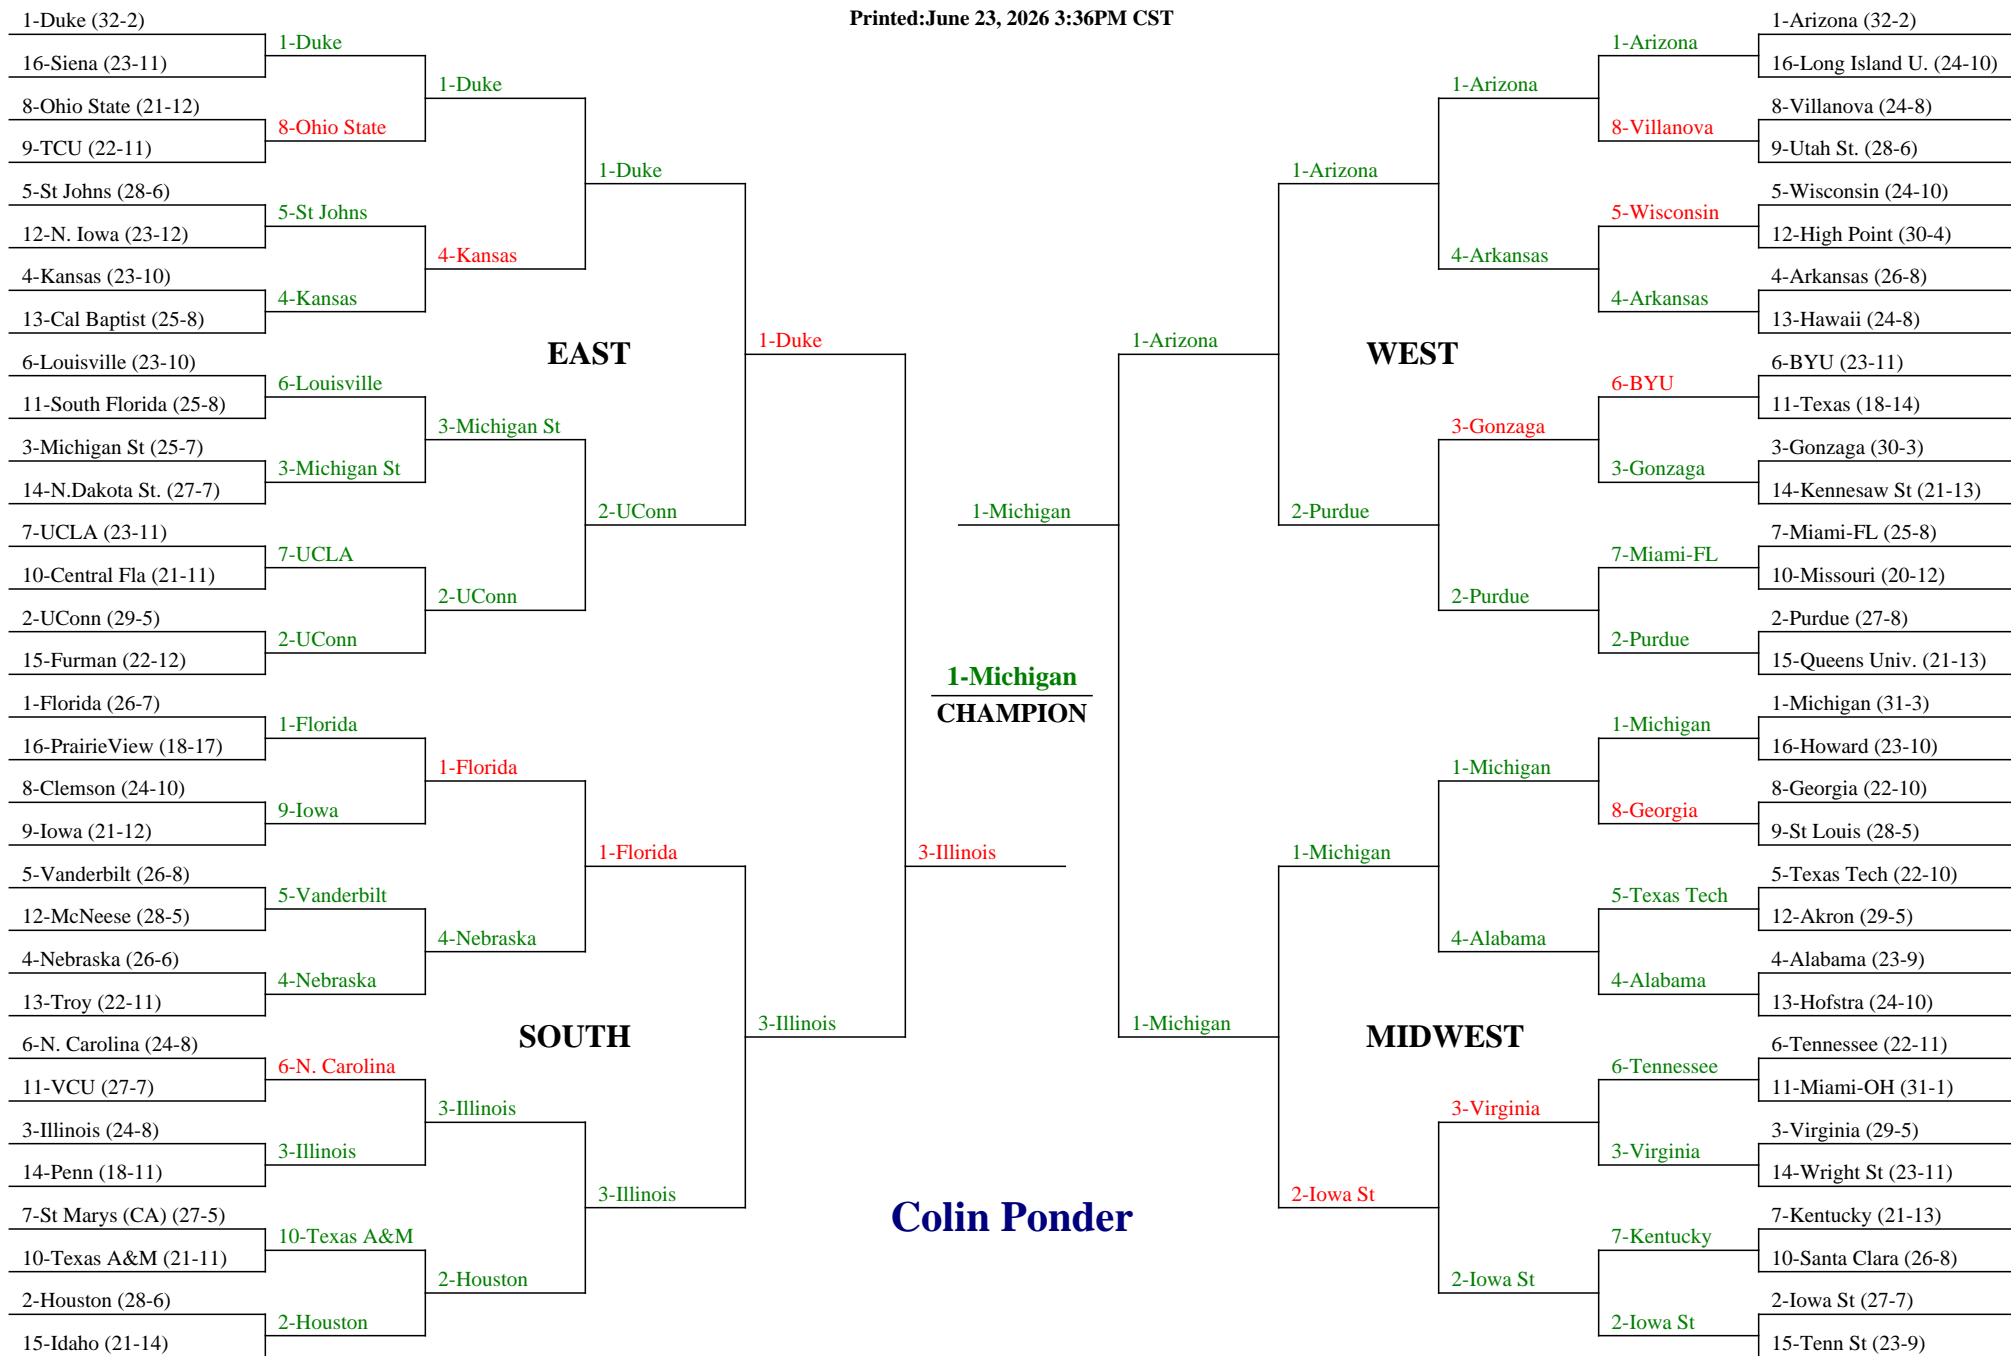 Printed:June 23, 2026 3:36PM CST
1-Duke (32-2)
16-Siena (23-11)
8-Ohio State (21-12)
9-TCU (22-11)
5-St Johns (28-6)
12-N. Iowa (23-12)
4-Kansas (23-10)
13-Cal Baptist (25-8)
6-Louisville (23-10)
11-South Florida (25-8)
3-Michigan St (25-7)
14-N.Dakota St. (27-7)
7-UCLA (23-11)
10-Central Fla (21-11)
2-UConn (29-5)
15-Furman (22-12)
1-Florida (26-7)
16-PrairieView (18-17)
8-Clemson (24-10)
9-Iowa (21-12)
5-Vanderbilt (26-8)
12-McNeese (28-5)
4-Nebraska (26-6)
13-Troy (22-11)
6-N. Carolina (24-8)
11-VCU (27-7)
3-Illinois (24-8)
14-Penn (18-11)
7-St Marys (CA) (27-5)
10-Texas A&M (21-11)
2-Houston (28-6)
15-Idaho (21-14)
1-Duke
8-Ohio State
5-St Johns
4-Kansas
6-Louisville
3-Michigan St
7-UCLA
2-UConn
1-Florida
9-Iowa
5-Vanderbilt
4-Nebraska
6-N. Carolina
3-Illinois
10-Texas A&M
2-Houston
1-Duke
4-Kansas
3-Michigan St
2-UConn
1-Florida
4-Nebraska
3-Illinois
2-Houston
1-Duke
2-UConn
1-Florida
3-Illinois
EAST
SOUTH
1-Duke
3-Illinois
3-Illinois
1-Michigan
1-Michigan
CHAMPION
Colin Ponder
1-Arizona
1-Michigan
WEST
MIDWEST
1-Arizona
2-Purdue
1-Michigan
2-Iowa St
1-Arizona
4-Arkansas
3-Gonzaga
2-Purdue
1-Michigan
4-Alabama
3-Virginia
2-Iowa St
1-Arizona
8-Villanova
5-Wisconsin
4-Arkansas
6-BYU
3-Gonzaga
7-Miami-FL
2-Purdue
1-Michigan
8-Georgia
5-Texas Tech
4-Alabama
6-Tennessee
3-Virginia
7-Kentucky
2-Iowa St
1-Arizona (32-2)
16-Long Island U. (24-10)
8-Villanova (24-8)
9-Utah St. (28-6)
5-Wisconsin (24-10)
12-High Point (30-4)
4-Arkansas (26-8)
13-Hawaii (24-8)
6-BYU (23-11)
11-Texas (18-14)
3-Gonzaga (30-3)
14-Kennesaw St (21-13)
7-Miami-FL (25-8)
10-Missouri (20-12)
2-Purdue (27-8)
15-Queens Univ. (21-13)
1-Michigan (31-3)
16-Howard (23-10)
8-Georgia (22-10)
9-St Louis (28-5)
5-Texas Tech (22-10)
12-Akron (29-5)
4-Alabama (23-9)
13-Hofstra (24-10)
6-Tennessee (22-11)
11-Miami-OH (31-1)
3-Virginia (29-5)
14-Wright St (23-11)
7-Kentucky (21-13)
10-Santa Clara (26-8)
2-Iowa St (27-7)
15-Tenn St (23-9)